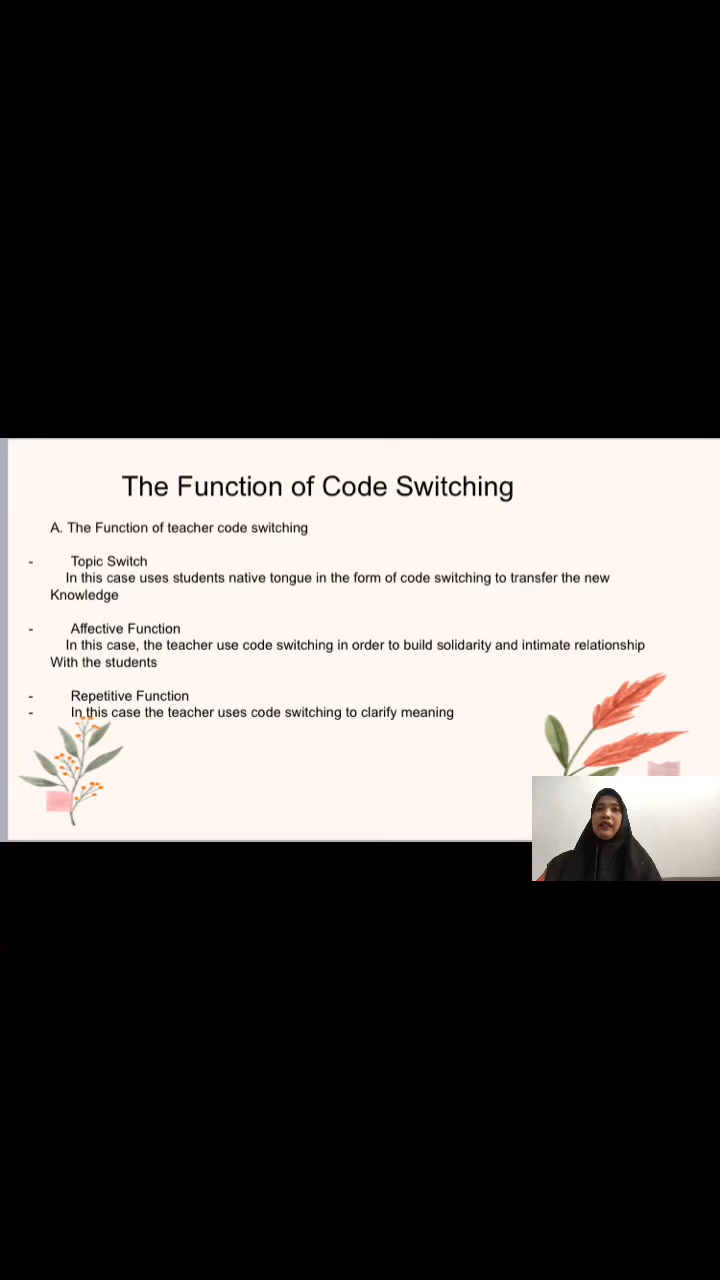 The Function of Code Switching
A. The Function of teacher code switching
- Topic Switch
In this case uses students native tongue in the form of code switching to transfer the new
Knowledge
- Affective Function
In this case, the teacher use code switching in order to build solidarity and intimate relationship
With the students
- Repetitive Function
- In this case the teacher uses code switching to clarify meaning